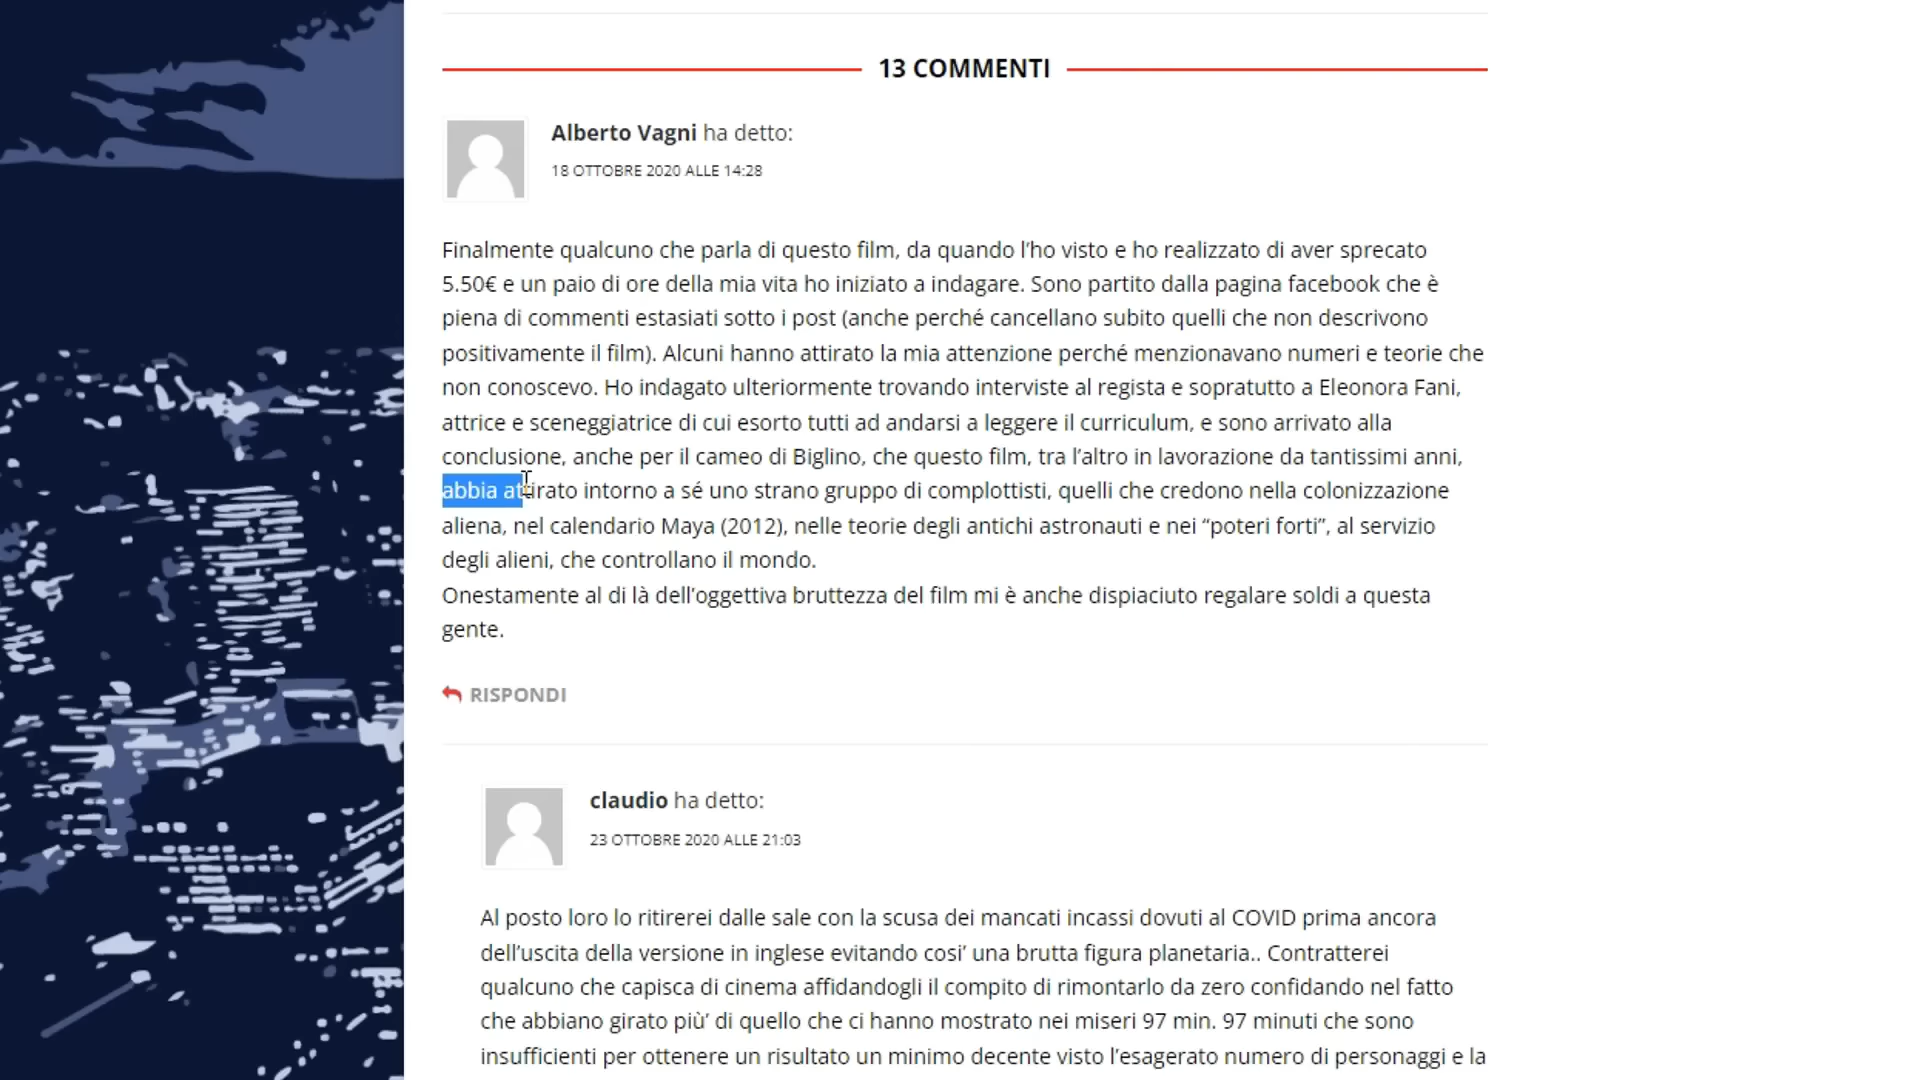 13 COMMENTI
Alberto Vagni ha detto:
18 OTTOBRE 2020 ALLE 14:28
Finalmente qualcuno che parla di questo film, da quando l’ho visto e ho realizzato di aver sprecato
5.50€ e un paio di ore della mia vita ho iniziato a indagare. Sono partito dalla pagina facebook che è
piena di commenti estasiati sotto i post (anche perché cancellano subito quelli che non descrivono
positivamente il film). Alcuni hanno attirato la mia attenzione perché menzionavano numeri e teorie che
non conoscevo. Ho indagato ulteriormente trovando interviste al regista e sopratutto a Eleonora Fani,
attrice e sceneggiatrice di cui esorto tutti ad andarsi a leggere il curriculum, e sono arrivato alla
conclusione, anche per il cameo di Biglino, che questo film, tra l’altro in lavorazione da tantissimi anni,
abbia attirato intorno a sé uno strano gruppo di complottisti, quelli che credono nella colonizzazione
aliena, nel calendario Maya (2012), nelle teorie degli antichi astronauti e nei “poteri forti”, al servizio
degli alieni, che controllano il mondo.
Onestamente al di là dell’oggettiva bruttezza del film mi è anche dispiaciuto regalare soldi a questa
gente.
RISPONDI
claudio ha detto:
23 OTTOBRE 2020 ALLE 21:03
Al posto loro lo ritirerei dalle sale con la scusa dei mancati incassi dovuti al COVID prima ancora
dell’uscita della versione in inglese evitando cosi’ una brutta figura planetaria.. Contratterei
qualcuno che capisca di cinema affidandogli il compito di rimontarlo da zero confidando nel fatto
che abbiano girato più’ di quello che ci hanno mostrato nei miseri 97 min. 97 minuti che sono
insufficienti per ottenere un risultato un minimo decente visto l’esagerato numero di personaggi e la